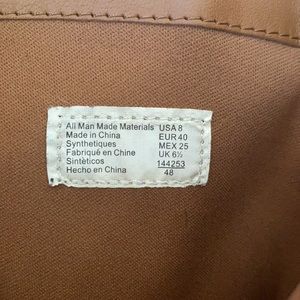 All Man Made Materials USA 8
Made in China EUR 40
Synthetiques MEX 25
Fabriqué en Chine UK 6½
Sintèticos 144253
Hecho en China 48